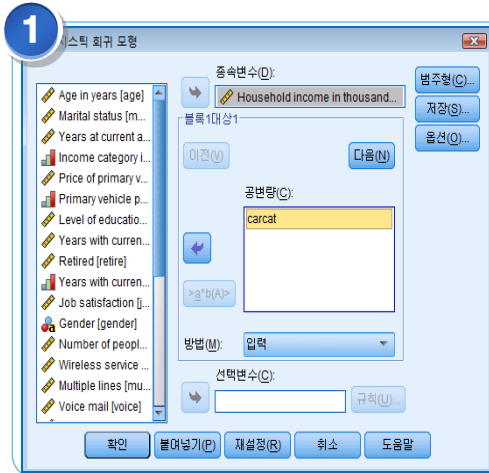 1
지스틱 회귀 모형
종속변수(D):
Household income in thousand...
블록1대상1
이전(V)
다음(N)
공변량(C):
carcat
>a*b(A)>
방법(M):
입력
선택변수(C):
규칙(U)...
범주형(C)...
저장(S)...
옵션(O)...
Age in years [age]
Marital status [m...
Years at current a...
Income category i...
Price of primary v...
Primary vehicle p...
Level of educatio...
Years with curren...
Retired [retire]
Years with curren...
Job satisfaction [j...
Gender [gender]
Number of peopl...
Wireless service ...
Multiple lines [mu...
Voice mail [voice]
확인
붙여넣기(P)
재설정(R)
취소
도움말